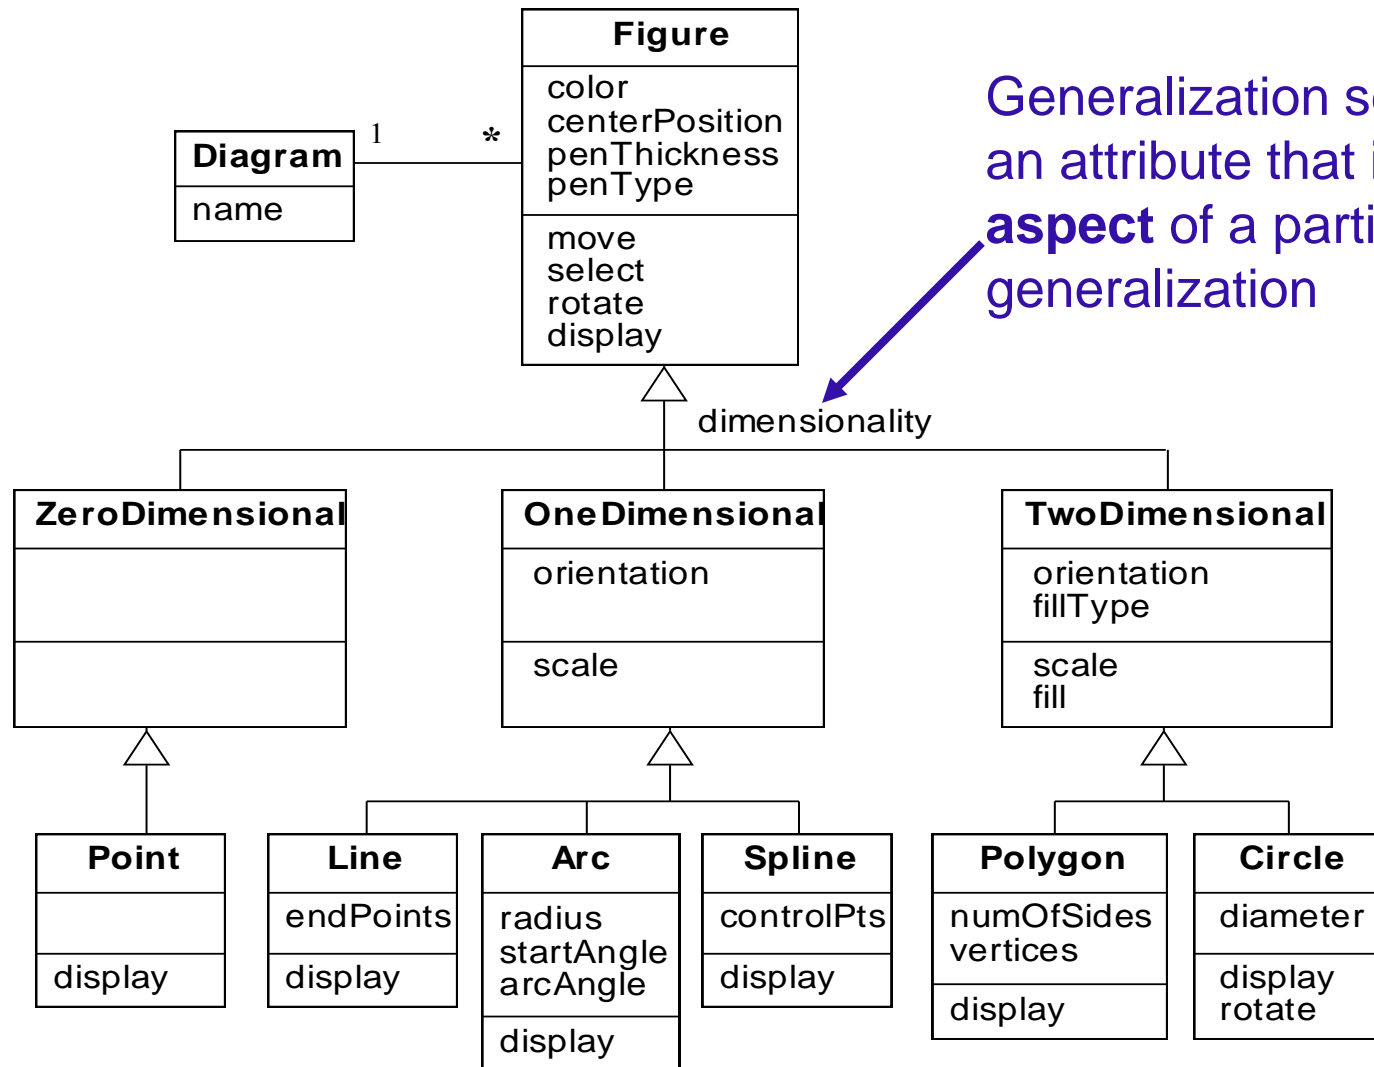 Figure
color
centerPosition
penThickness
penType
move
select
rotate
display
Diagram
name
1
*
Generalization
an attribute that
aspect of a
generalization
dimensionality
ZeroDimensional
OneDimensional
orientation
scale
TwoDimensional
orientation
fillType
scale
fill
Point
display
Line
endPoints
display
Arc
radius
startAngle
arcAngle
display
Spline
controlPts
display
Polygon
numOfSides
vertices
display
Circle
diameter
display
rotate